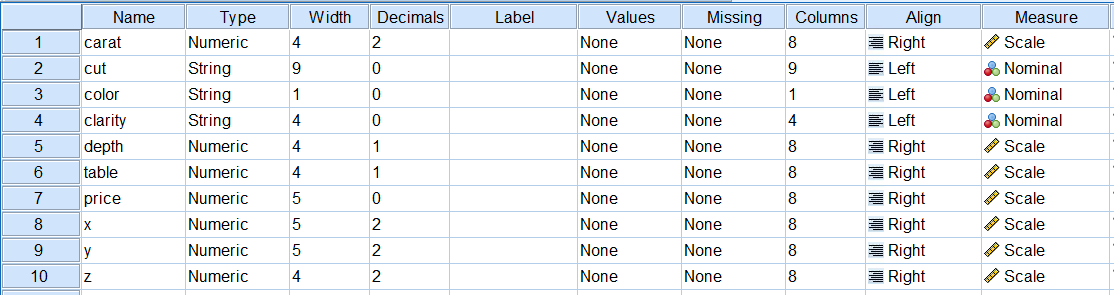 Name Type Width Decimals Label Values Missing Columns Align Measure
1 carat Numeric 4 2 None None 8 Right Scale
2 cut String 9 0 None None 9 Left Nominal
3 color String 1 0 None None 1 Left Nominal
4 clarity String 4 0 None None 4 Left Nominal
5 depth Numeric 4 1 None None 8 Right Scale
6 table Numeric 4 1 None None 8 Right Scale
7 price Numeric 5 0 None None 8 Right Scale
8 x Numeric 5 2 None None 8 Right Scale
9 y Numeric 5 2 None None 8 Right Scale
10 z Numeric 4 2 None None 8 Right Scale